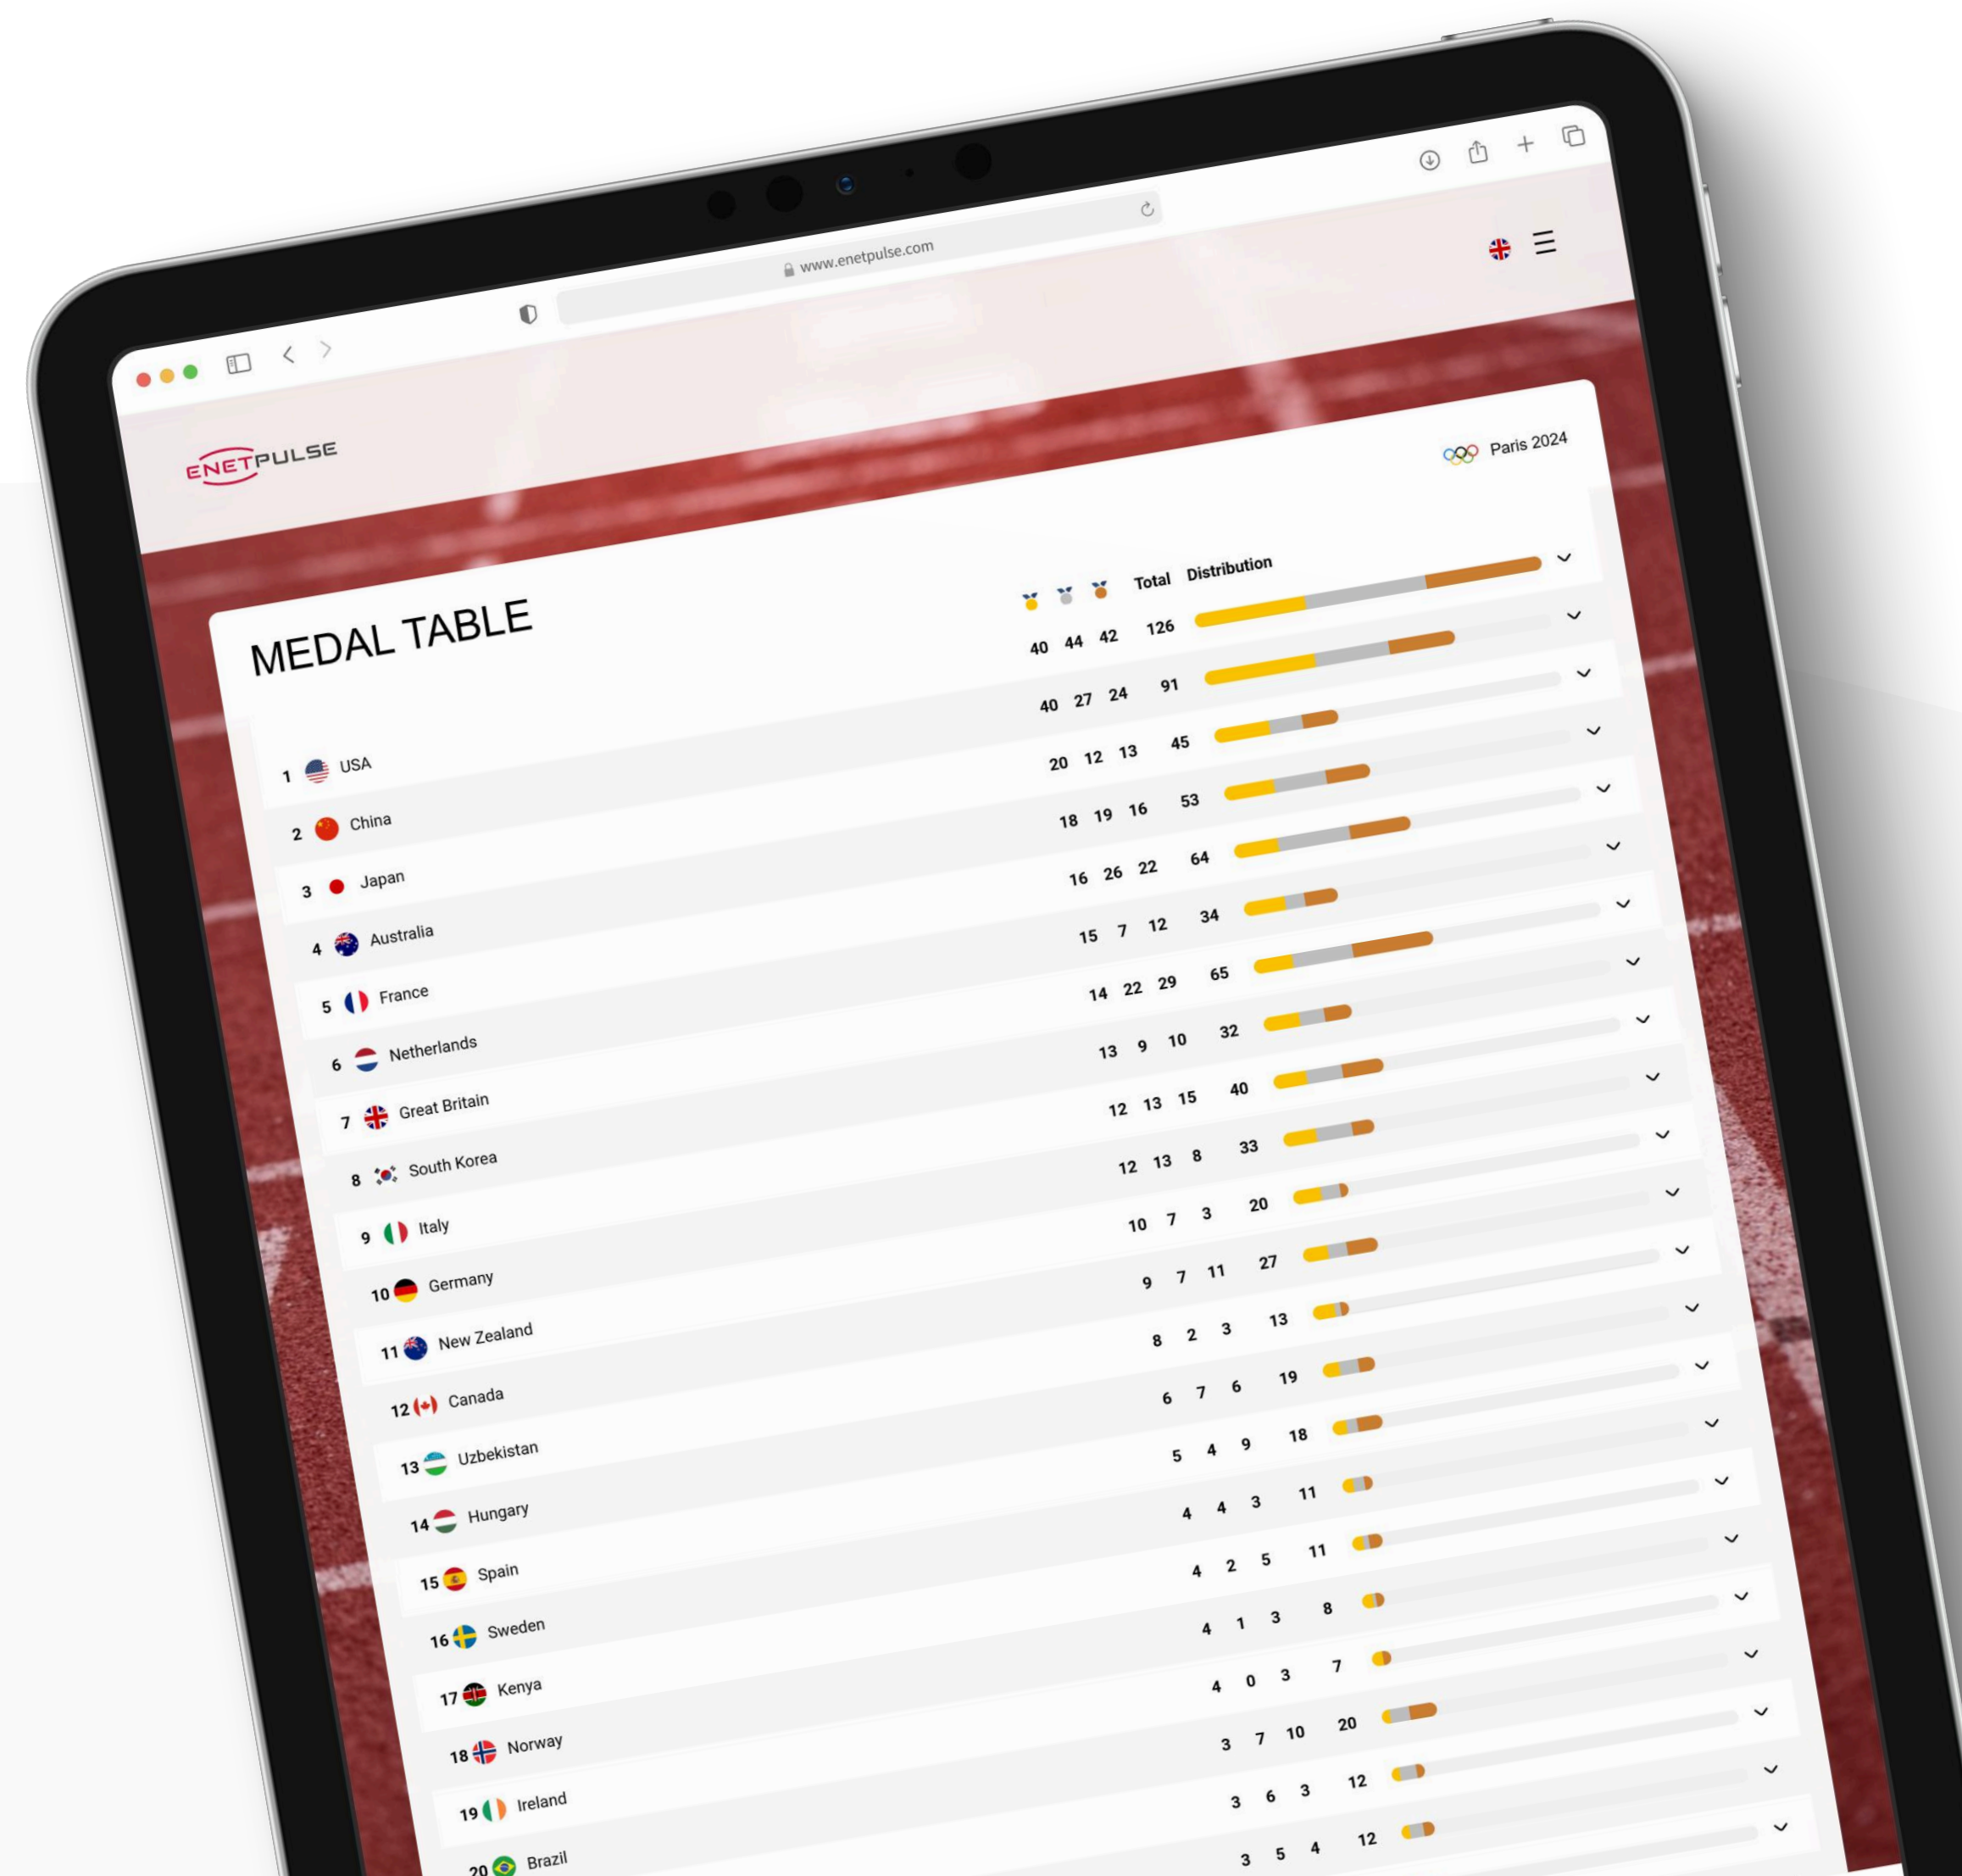 www.enetpulse.com
ENETPULSE
Paris 2024
MEDAL TABLE
Total Distribution
1 USA 40 44 42 126
2 China 40 27 24 91
3 Japan 20 12 13 45
4 Australia 18 19 16 53
5 France 16 26 22 64
6 Netherlands 15 7 12 34
7 Great Britain 14 22 29 65
8 South Korea 13 9 10 32
9 Italy 12 13 15 40
10 Germany 12 13 8 33
11 New Zealand 10 7 3 20
12 Canada 9 7 11 27
13 Uzbekistan 8 2 3 13
14 Hungary 6 7 6 19
15 Spain 5 4 9 18
16 Sweden 4 4 3 11
17 Kenya 4 2 5 11
18 Norway 4 1 3 8
19 Ireland 4 0 3 7
20 Brazil 3 7 10 20
3 6 3 12
3 5 4 12